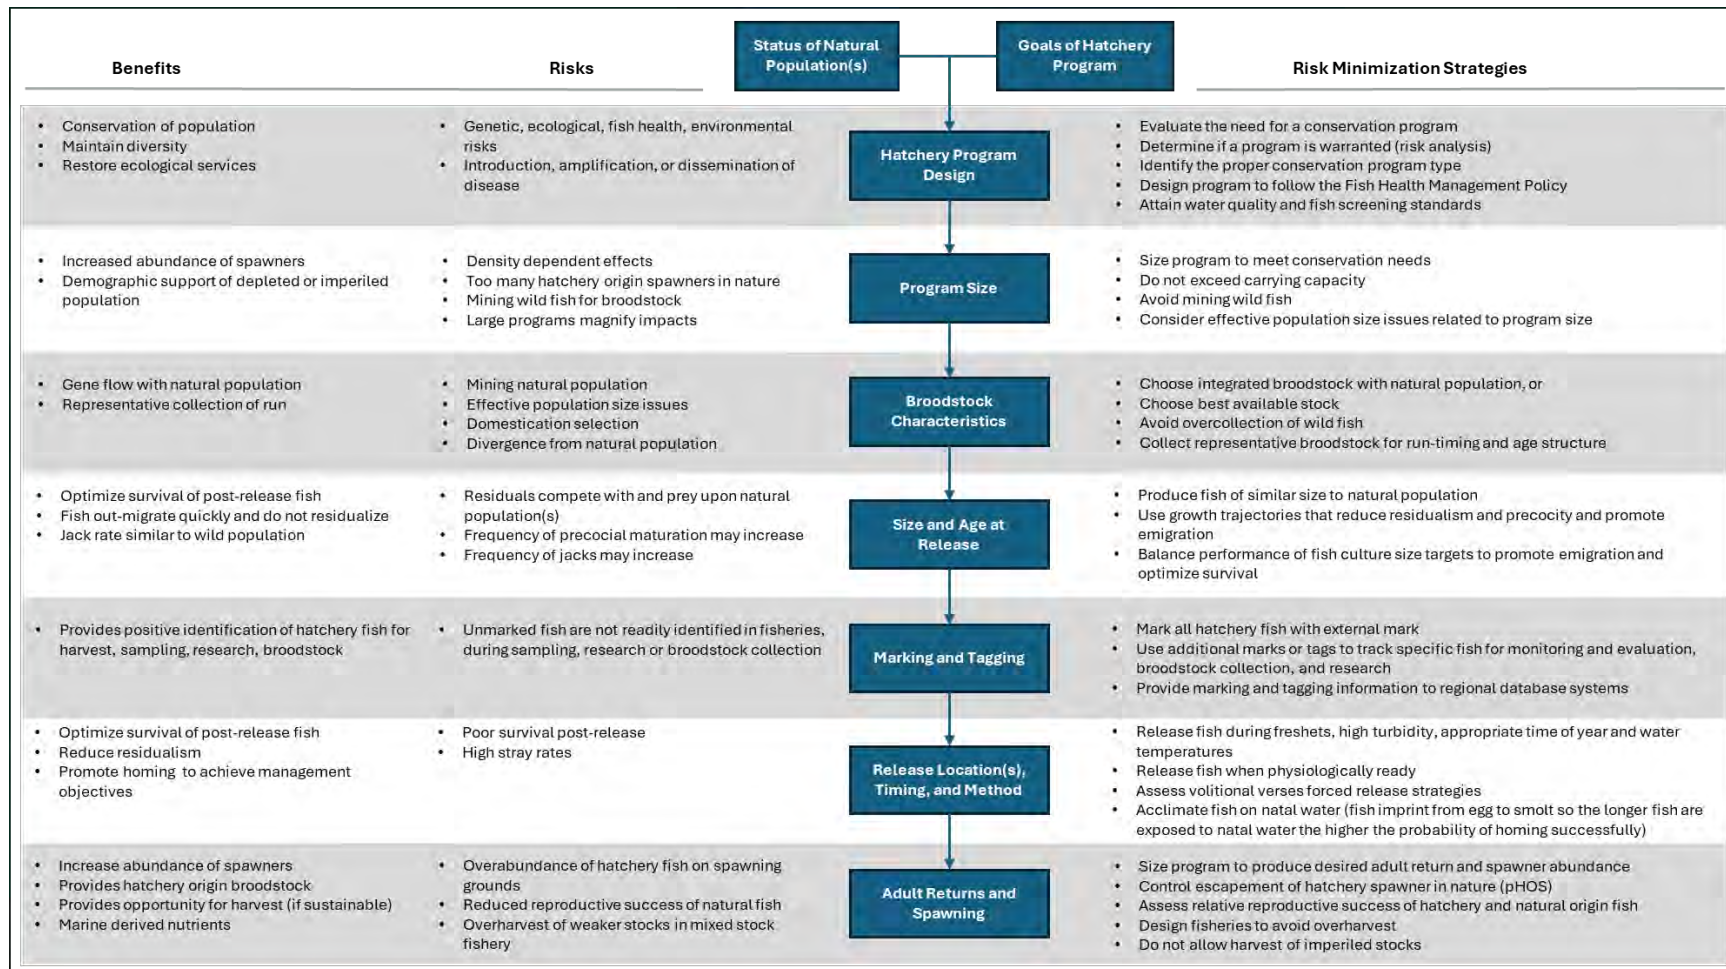 Status of Natural
Population(s)
Goals of Hatchery
Program
Benefits
Risks
Risk Minimization Strategies
• Conservation of population
• Maintain diversity
• Restore ecological services
• Genetic, ecological, fish health, environmental
risks
• Introduction, amplification, or dissemination of
disease
Hatchery Program
Design
• Evaluate the need for a conservation program
• Determine if a program is warranted (risk analysis)
• Identify the proper conservation program type
• Design program to follow the Fish Health Management Policy
• Attain water quality and fish screening standards
• Increased abundance of spawners
• Demographic support of depleted or imperiled
population
• Density dependent effects
• Too many hatchery origin spawners in nature
• Mining wild fish for broodstock
• Large programs magnify impacts
Program Size
• Size program to meet conservation needs
• Do not exceed carrying capacity
• Avoid mining wild fish
• Consider effective population size issues related to program size
• Gene flow with natural population
• Representative collection of run
• Mining natural population
• Effective population size issues
• Domestication selection
• Divergence from natural population
Broodstock
Characteristics
• Choose integrated broodstock with natural population, or
• Choose best available stock
• Avoid overcollection of wild fish
• Collect representative broodstock for run-timing and age structure
• Optimize survival of post-release fish
• Fish out-migrate quickly and do not residualize
• Jack rate similar to wild population
• Residuals compete with and prey upon natural
population(s)
• Frequency of precocial maturation may increase
• Frequency of jacks may increase
Size and Age at
Release
• Produce fish of similar size to natural population
• Use growth trajectories that reduce residualism and precocity and promote
emigration
• Balance performance of fish culture size targets to promote emigration and
optimize survival
• Provides positive identification of hatchery fish for
harvest, sampling, research, broodstock
• Unmarked fish are not readily identified in fisheries,
during sampling, research or broodstock collection
Marking and Tagging
• Mark all hatchery fish with external mark
• Use additional marks or tags to track specific fish for monitoring and evaluation,
broodstock collection, and research
• Provide marking and tagging information to regional database systems
• Optimize survival of post-release fish
• Reduce residualism
• Promote homing to achieve management
objectives
• Poor survival post-release
• High stray rates
Release Location(s),
Timing, and Method
• Release fish during freshets, high turbidity, appropriate time of year and water
temperatures
• Release fish when physiologically ready
• Assess volitional verses forced release strategies
• Acclimate fish on natal water (fish imprint from egg to smolt so the longer fish are
exposed to natal water the higher the probability of homing successfully)
• Increase abundance of spawners
• Provides hatchery origin broodstock
• Provides opportunity for harvest (if sustainable)
• Marine derived nutrients
• Overabundance of hatchery fish on spawning
grounds
• Reduced reproductive success of natural fish
• Overharvest of weaker stocks in mixed stock
fishery
Adult Returns and
Spawning
• Size program to produce desired adult return and spawner abundance
• Control escapement of hatchery spawner in nature (pHOS)
• Assess relative reproductive success of hatchery and natural origin fish
• Design fisheries to avoid overharvest
• Do not allow harvest of imperiled stocks